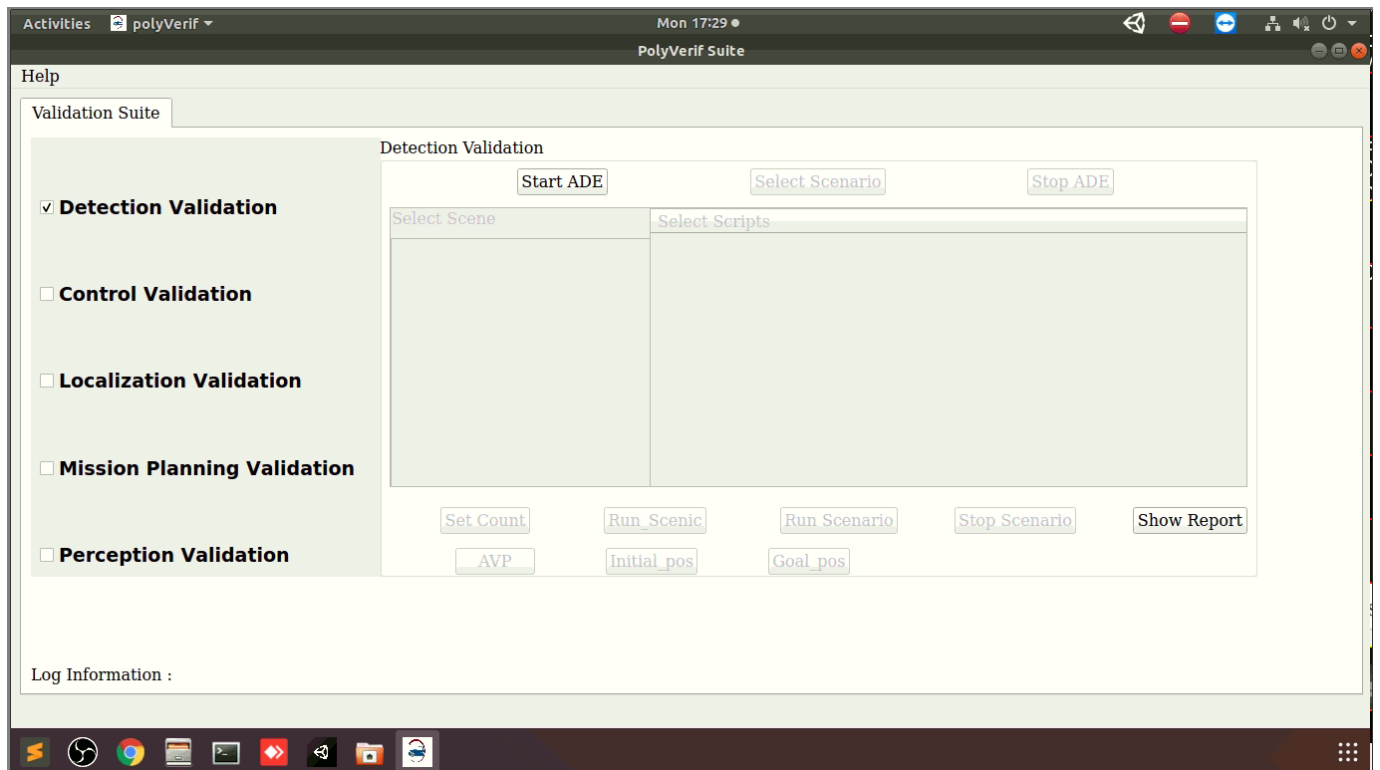 Activities polyVerif Mon 17:29
PolyVerif Suite
Help
Validation Suite
Detection Validation
Start ADE Select Scenario Stop ADE
Detection Validation
Select Scene Select Scripts
Control Validation
Localization Validation
Mission Planning Validation
Set Count Run_Scenic Run Scenario Stop Scenario Show Report
Perception Validation
AVP Initial_pos Goal_pos
Log Information :